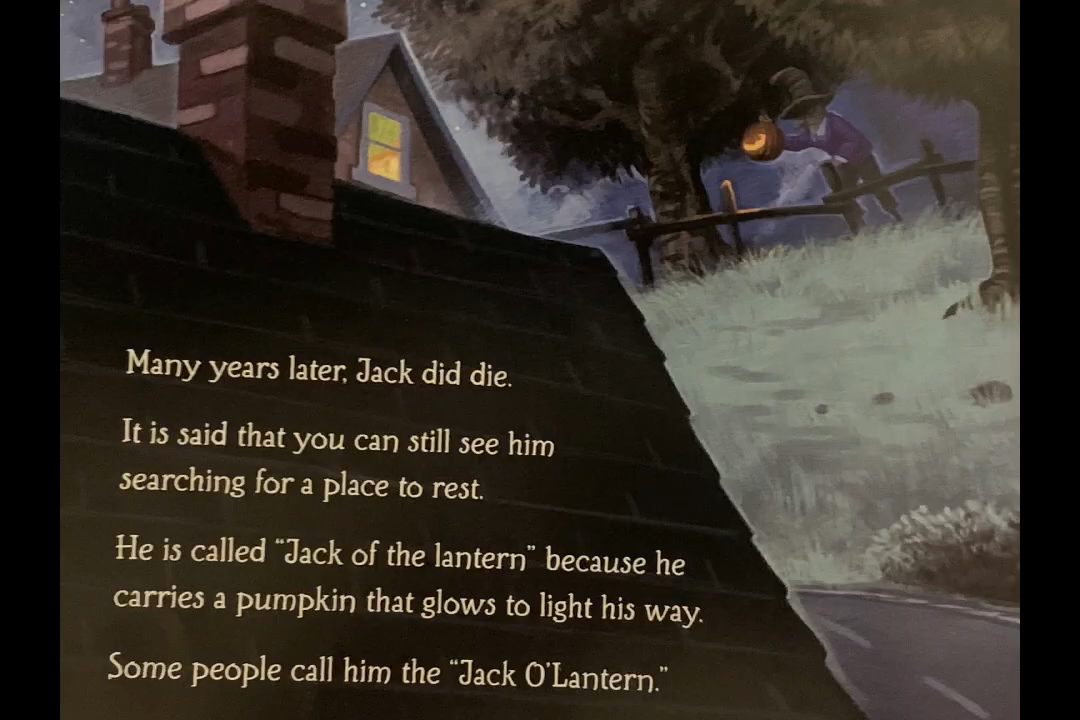 Many years later, Jack did die.
It is said that you can still see him
searching for a place to rest.
He is called “Jack of the lantern” because he
carries a pumpkin that glows to light his way.
Some people call him the “Jack O’Lantern.”